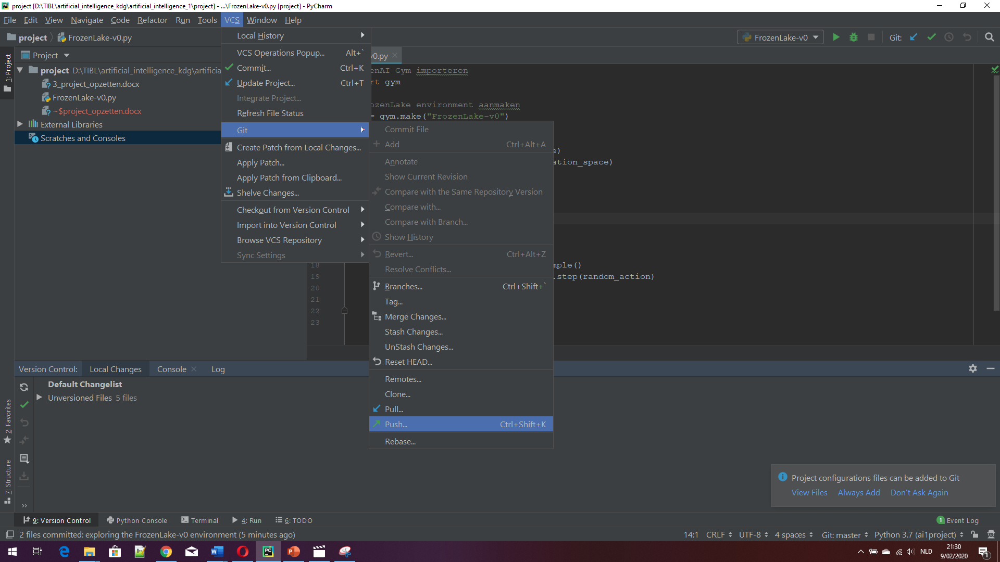 project [D:\TIBL\artificial_intelligence_kdg\artificial_intelligence_1\project] - ...\FrozenLake-v0.py [project] - PyCharm
File Edit View Navigate Code Refactor Run Tools VCS Window Help
project FrozenLake-v0.py
FrozenLake-v0
Git:
1: Project
Project
project D:\TIBL\artificial_intelligence_kdg\artificia
3_project_opzetten.docx
FrozenLake-v0.py
~$project_opzetten.docx
External Libraries
Scratches and Consoles
Local History
VCS Operations Popup... Alt+`
Commit... Ctrl+K
Update Project... Ctrl+T
Integrate Project...
Refresh File Status
Git
Create Patch from Local Changes...
Apply Patch...
Apply Patch from Clipboard...
Shelve Changes...
Checkout from Version Control
Import into Version Control
Browse VCS Repository
Sync Settings
Commit File
Add Ctrl+Alt+A
Annotate
Show Current Revision
Compare with the Same Repository Version
Compare with...
Compare with Branch...
Show History
Revert... Ctrl+Alt+Z
Resolve Conflicts...
Branches... Ctrl+Shift+`
Tag...
Merge Changes...
Stash Changes...
UnStash Changes...
Reset HEAD...
Remotes...
Clone...
Pull...
Push... Ctrl+Shift+K
Rebase...
v0.py
enAI Gym importeren
rt gym
ozenLake environment aanmaken
= gym.make("FrozenLake-v0")
e)
ation_space)
18 mple()
19 .step(random_action)
20
21
22
23
Version Control: Local Changes Console Log
Default Changelist
Unversioned Files 5 files
2: Favorites
7: Structure
Project configurations files can be added to Git
View Files Always Add Don't Ask Again
9: Version Control Python Console Terminal 4: Run 6: TODO
1 Event Log
2 files committed: exploring the FrozenLake-v0 environment (5 minutes ago)
14:1 CRLF UTF-8 4 spaces Git: master Python 3.7 (ai1project)
NLD
21:30
9/02/2020
1